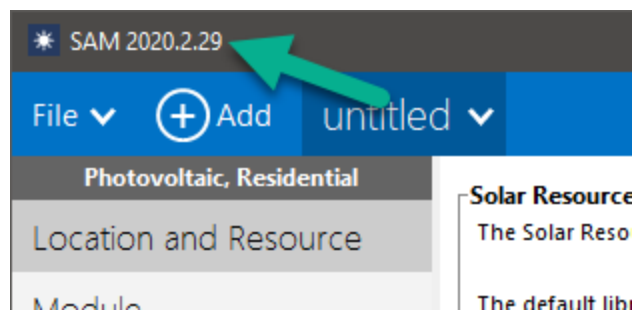 SAM 2020.2.29
File Add untitled
Photovoltaic, Residential
Location and Resource
Module
Solar Resource
The Solar Reso
The default libr